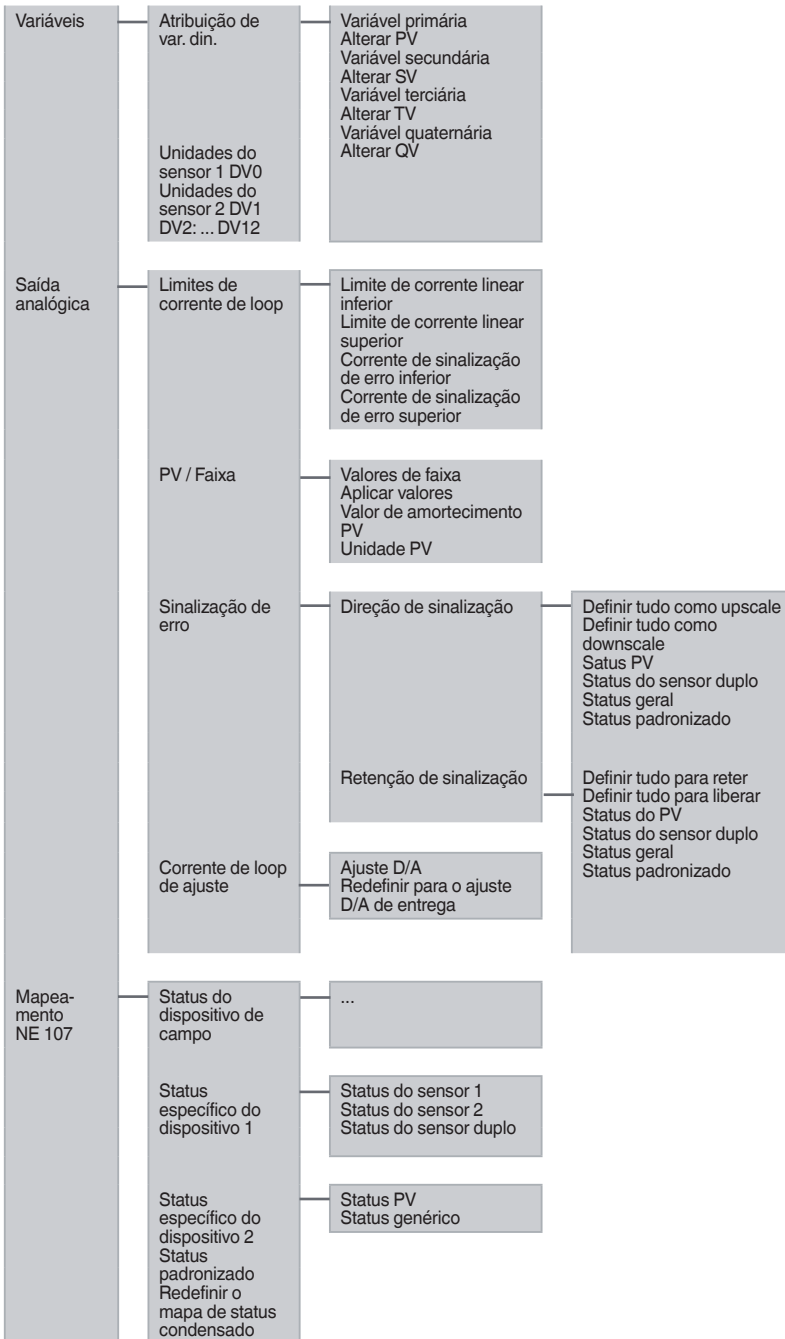 Variáveis
Atribuição de
var. din.
Variável primária
Alterar PV
Variável secundária
Alterar SV
Variável terciária
Alterar TV
Variável quaternária
Alterar QV
Unidades do
sensor 1 DV0
Unidades do
sensor 2 DV1
DV2: ... DV12
Saída
analógica
Limites de
corrente de loop
Limite de corrente linear
inferior
Limite de corrente linear
superior
Corrente de sinalização
de erro inferior
Corrente de sinalização
de erro superior
PV / Faixa
Valores de faixa
Aplicar valores
Valor de amortecimento
PV
Unidade PV
Sinalização de
erro
Direção de sinalização
Definir tudo como upscale
Definir tudo como
downscale
Satus PV
Status do sensor duplo
Status geral
Status padronizado
Retenção de sinalização
Definir tudo para reter
Definir tudo para liberar
Status do PV
Status do sensor duplo
Status geral
Status padronizado
Corrente de loop
de ajuste
Ajuste D/A
Redefinir para o ajuste
D/A de entrega
Mapea-
mento
NE 107
Status do
dispositivo de
campo
...
Status
específico do
dispositivo 1
Status do sensor 1
Status do sensor 2
Status do sensor duplo
Status
específico do
dispositivo 2
Status
padronizado
Redefinir o
mapa de status
condensado
Status PV
Status genérico